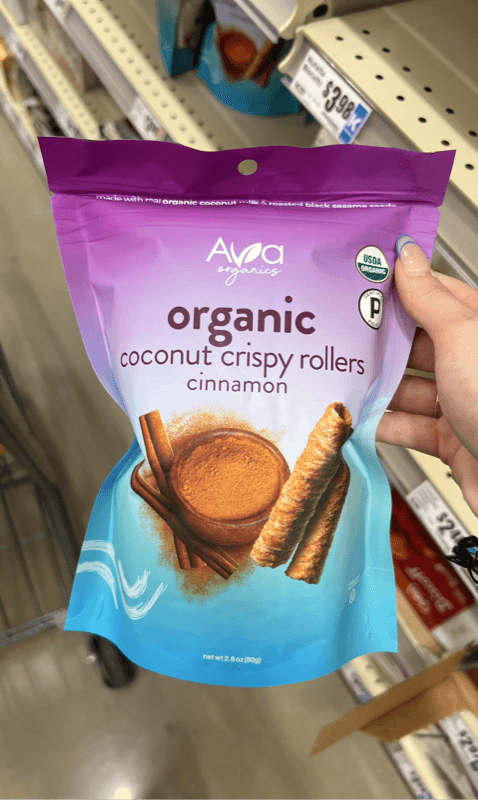 $3.98
made with real organic coconut milk & roasted black sesame seeds
Ava
organics
USDA
ORGANIC
P
organic
coconut crispy rollers
cinnamon
net wt 2.8 oz (80g)